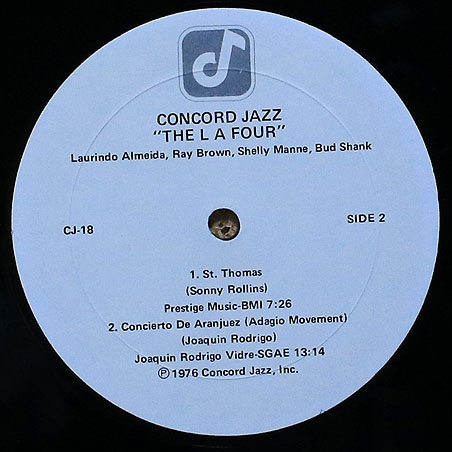 CONCORD JAZZ
"THE L A FOUR"
Laurindo Almeida, Ray Brown, Shelly Manne, Bud Shank
CJ-18
SIDE 2
1. St. Thomas
(Sonny Rollins)
Prestige Music-BMI 7:26
2. Concierto De Aranjuez (Adagio Movement)
(Joaquin Rodrigo)
Joaquin Rodrigo Vidre-SGAE 13:14
Ⓟ 1976 Concord Jazz, Inc.